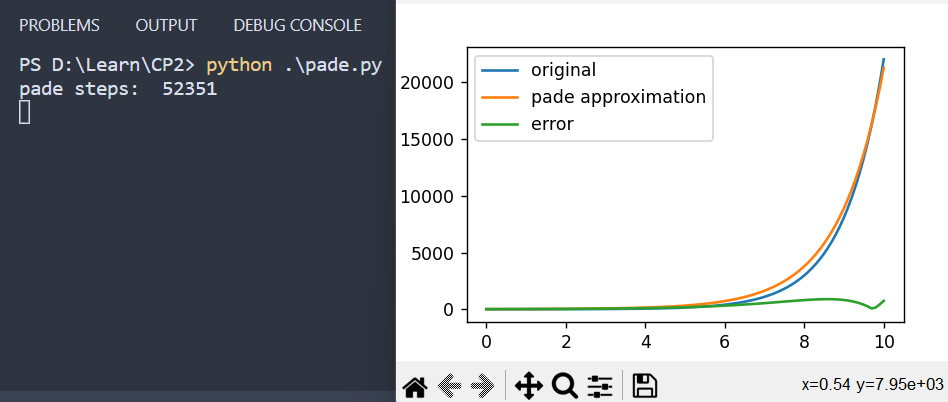 PROBLEMS OUTPUT DEBUG CONSOLE
PS D:\Learn\CP2> python .\pade.py
pade steps:  52351
original
pade approximation
error
20000
15000
10000
5000
0
0 2 4 6 8 10
x=0.54 y=7.95e+03